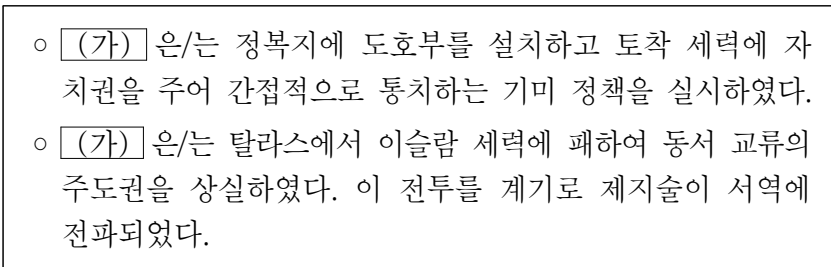 ○ (가) 은/는 정복지에 도호부를 설치하고 토착 세력에 자
치권을 주어 간접적으로 통치하는 기미 정책을 실시하였다.
○ (가) 은/는 탈라스에서 이슬람 세력에 패하여 동서 교류의
주도권을 상실하였다. 이 전투를 계기로 제지술이 서역에
전파되었다.